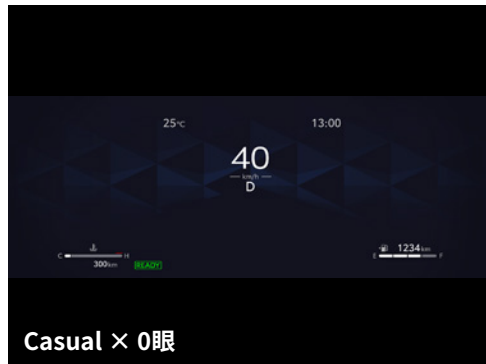 25℃ 13:00
40
km/h
D
C H
300km READY
1234km
E F
Casual × 0眼